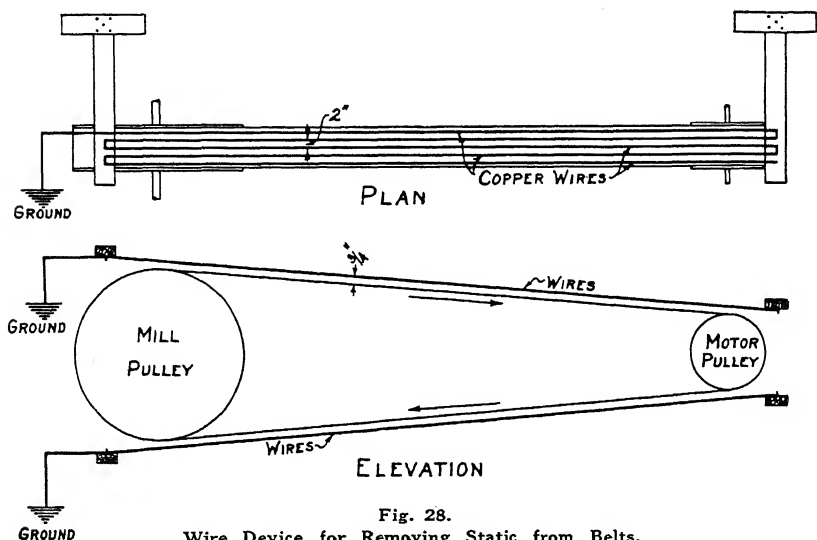 2"
COPPER WIRES
GROUND
PLAN
3/4"
WIRES
GROUND
MILL
PULLEY
MOTOR
PULLEY
WIRES
ELEVATION
GROUND
Fig. 28.
Wire Device for Removing Static from Belts.